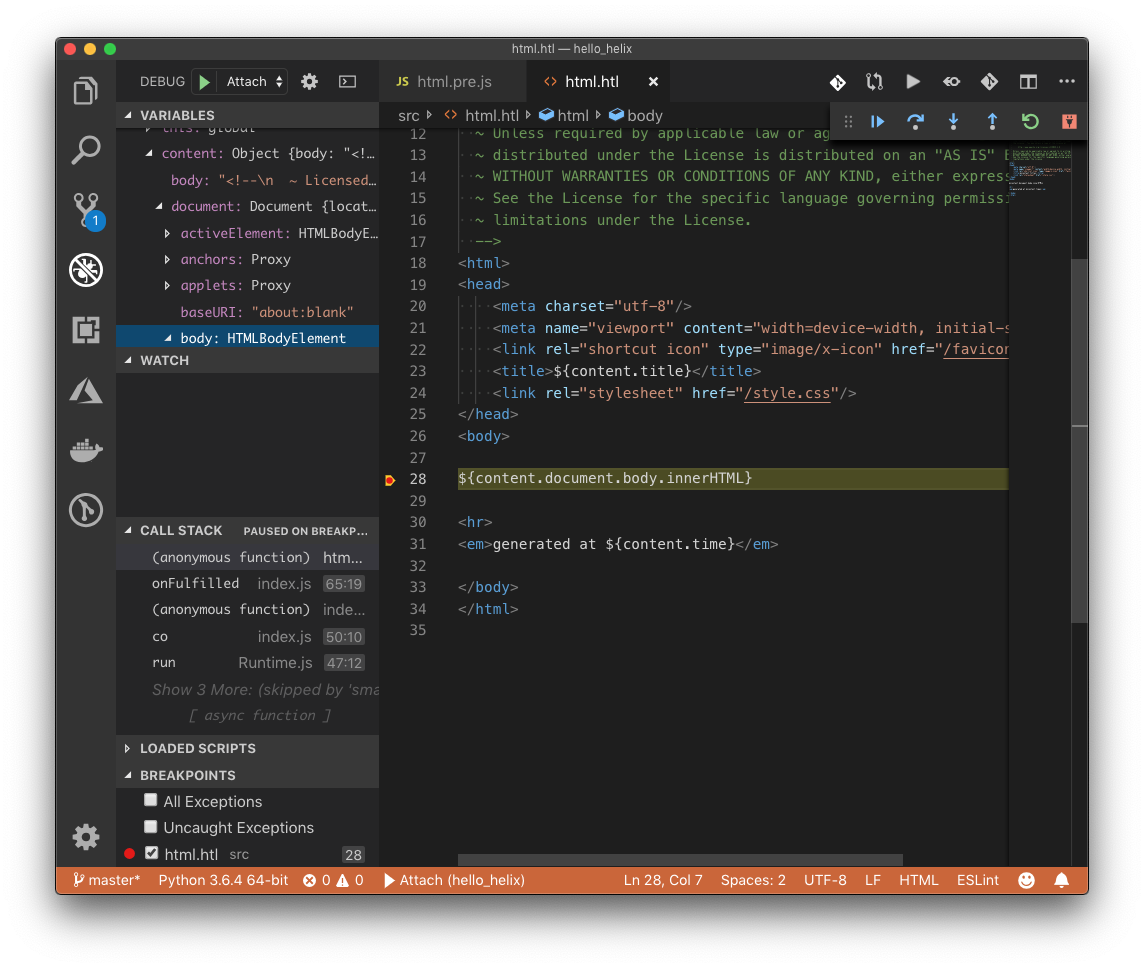 html.htl — hello_helix
DEBUG Attach
JS html.pre.js
<> html.htl ×
VARIABLES
this: global
content: Object {body: "<!…
body: "<!--\n  ~ Licensed…
document: Document {locat…
activeElement: HTMLBodyE…
anchors: Proxy
applets: Proxy
baseURI: "about:blank"
body: HTMLBodyElement
WATCH
1
CALL STACK PAUSED ON BREAKP…
(anonymous function) htm…
onFulfilled index.js 65:19
(anonymous function) inde…
co index.js 50:10
run Runtime.js 47:12
Show 3 More: (skipped by 'sma
[ async function ]
LOADED SCRIPTS
BREAKPOINTS
All Exceptions
Uncaught Exceptions
html.htl src 28
src <> html.htl html body
12 ~ Unless required by applicable law or ag
13 ~ distributed under the License is distributed on an "AS IS"
14 ~ WITHOUT WARRANTIES OR CONDITIONS OF ANY KIND, either expres
15 ~ See the License for the specific language governing permissi
16 ~ limitations under the License.
17 -->
18 <html>
19 <head>
20 <meta charset="utf-8"/>
21 <meta name="viewport" content="width=device-width, initial-s
22 <link rel="shortcut icon" type="image/x-icon" href="/favicon
23 <title>${content.title}</title>
24 <link rel="stylesheet" href="/style.css"/>
25 </head>
26 <body>
27
28 ${content.document.body.innerHTML}
29
30 <hr>
31 <em>generated at ${content.time}</em>
32
33 </body>
34 </html>
35
master* Python 3.6.4 64-bit 0 0 Attach (hello_helix) Ln 28, Col 7 Spaces: 2 UTF-8 LF HTML ESLint